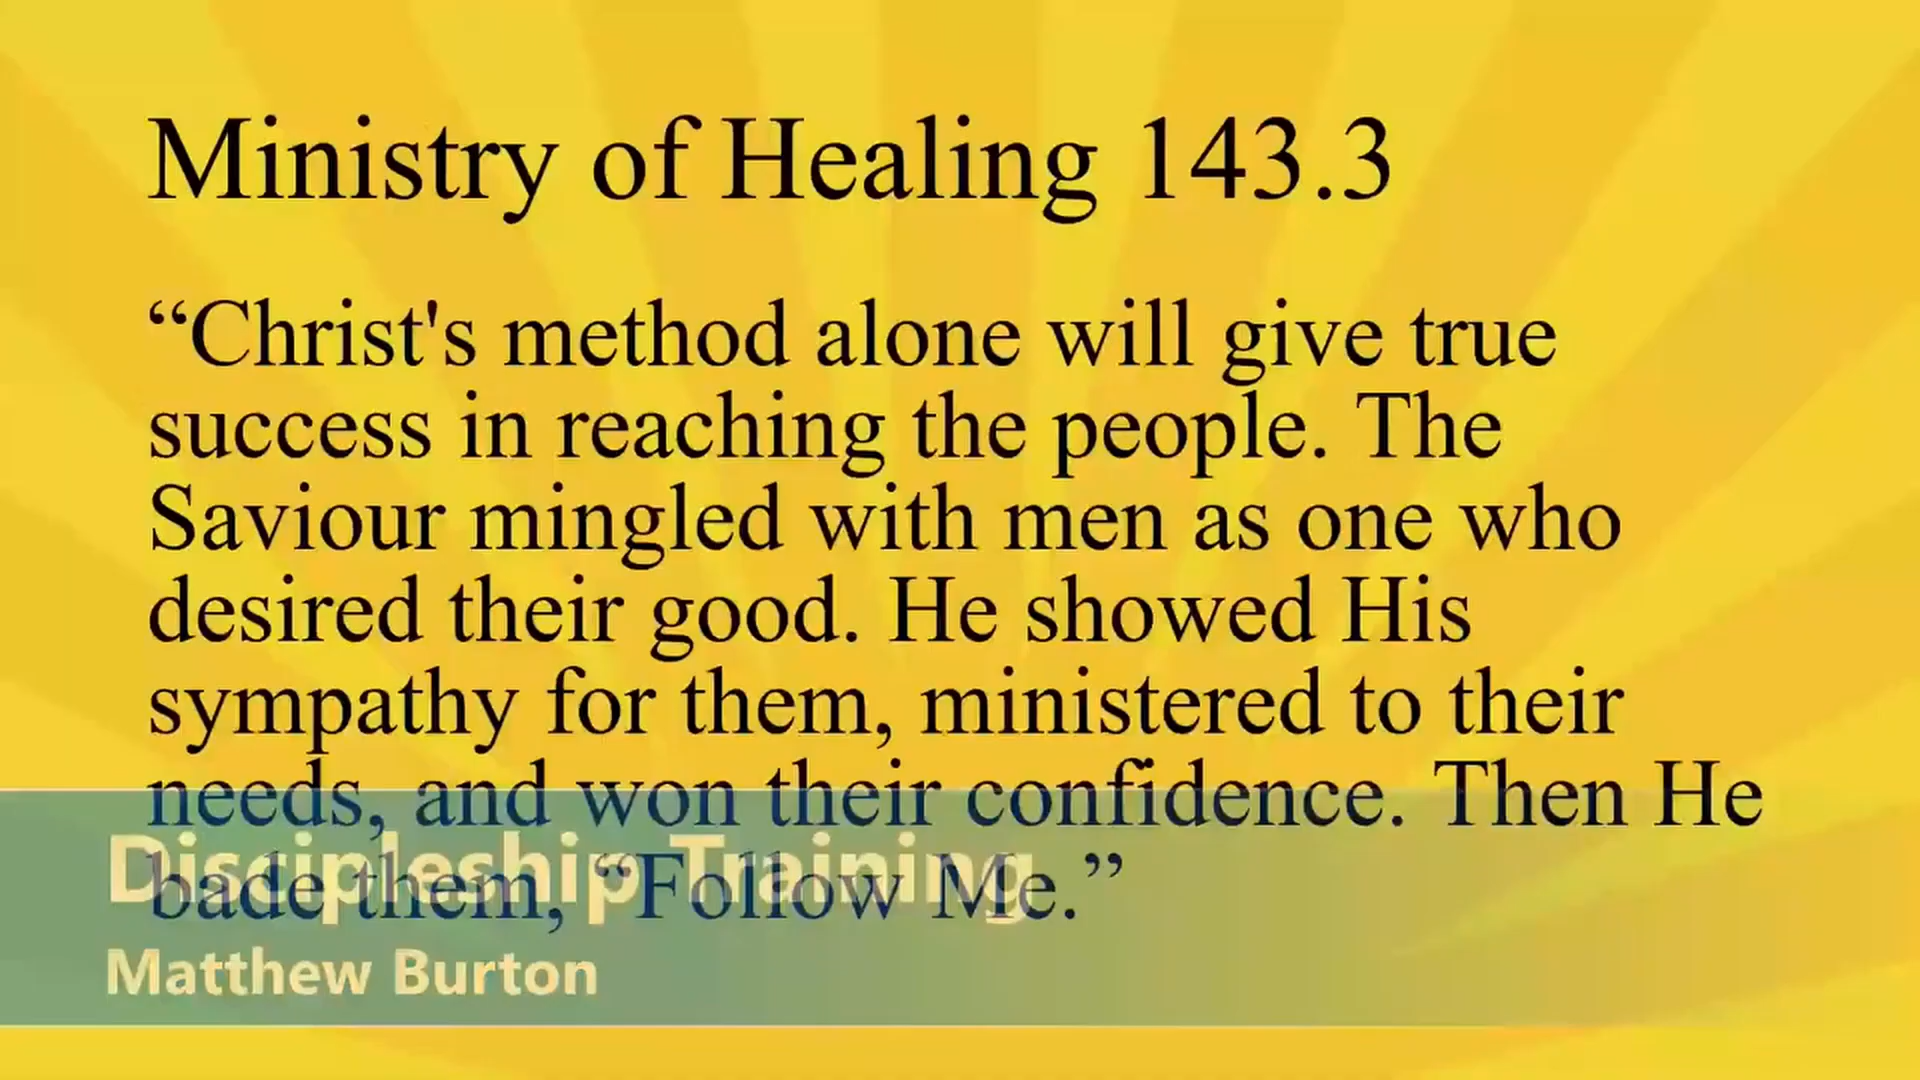 Ministry of Healing 143.3
“Christ's method alone will give true
success in reaching the people. The
Saviour mingled with men as one who
desired their good. He showed His
sympathy for them, ministered to their
needs, and won their confidence. Then He
bade them, “Follow Me.”
Discipleship Training
Matthew Burton